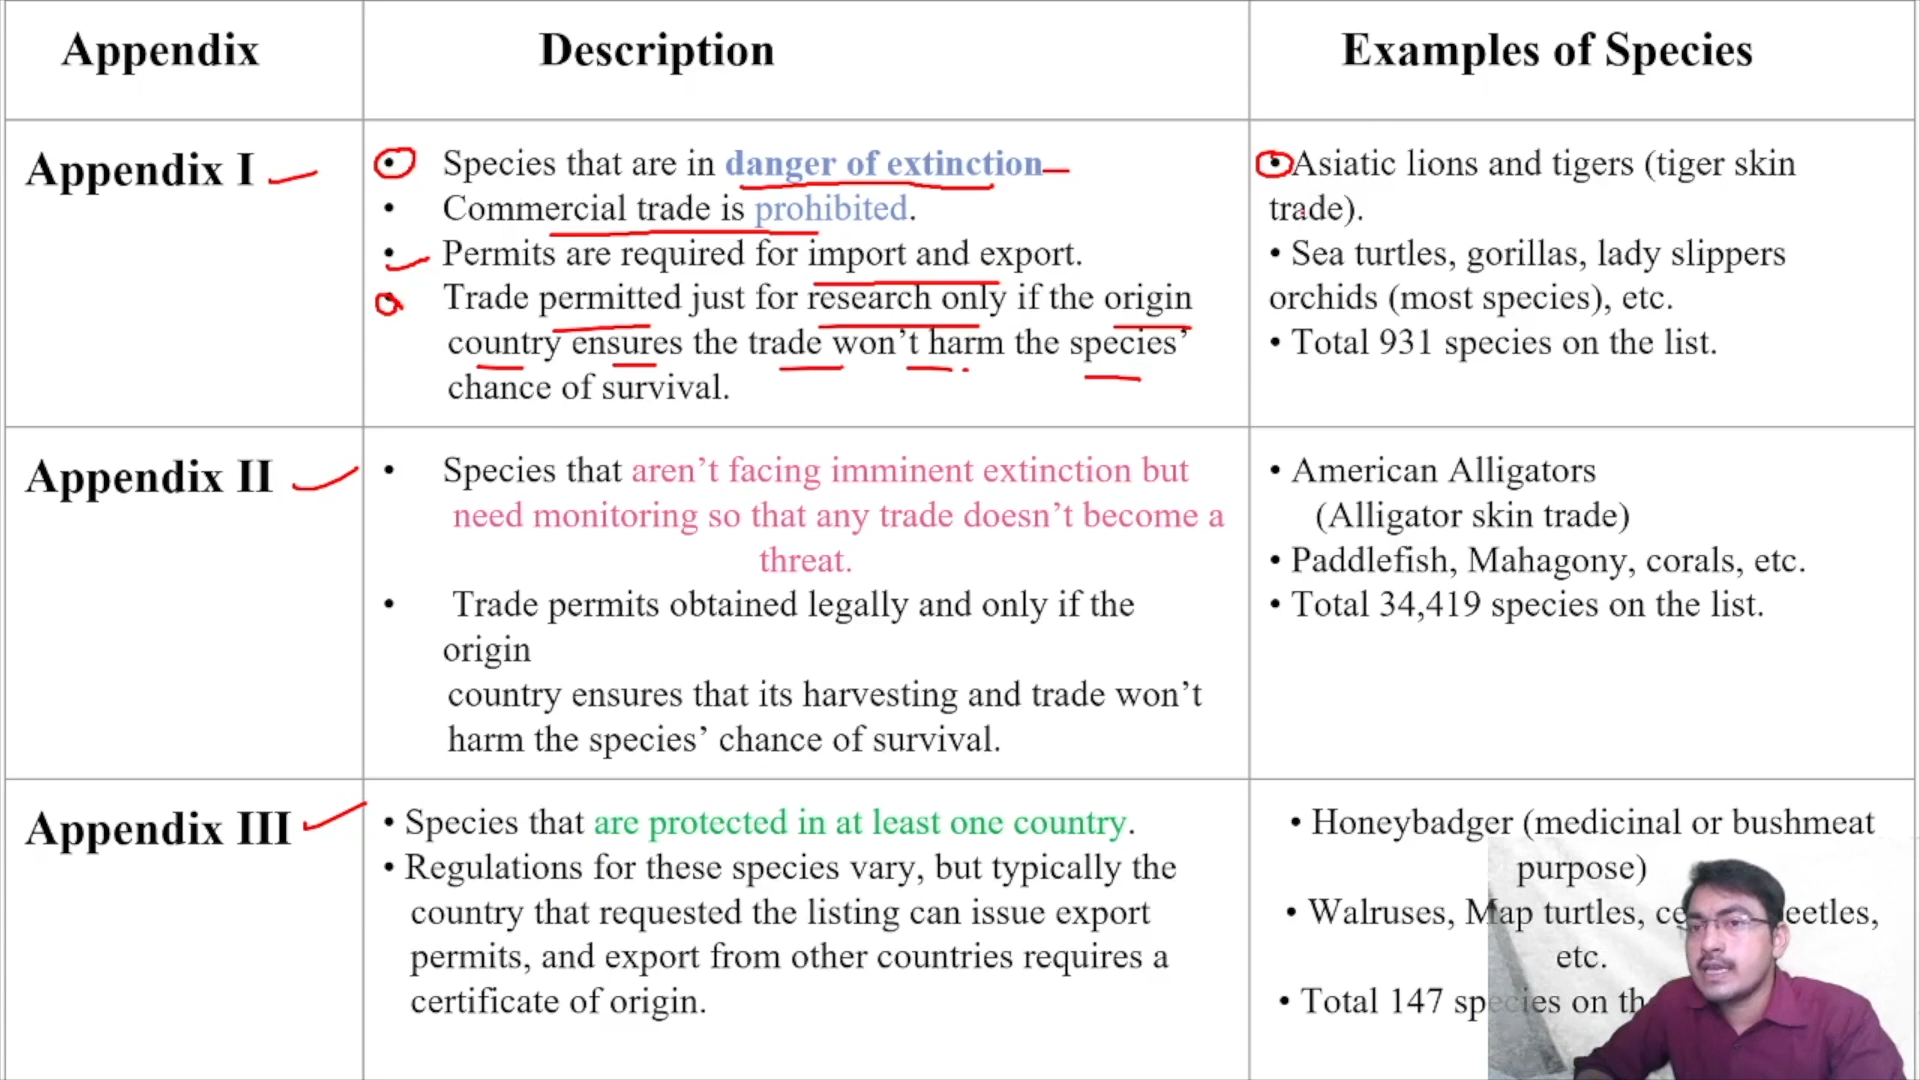 Appendix
Description
Examples of Species
Appendix I
• Species that are in danger of extinction
• Commercial trade is prohibited.
• Permits are required for import and export.
• Trade permitted just for research only if the origin
country ensures the trade won’t harm the species’
chance of survival.
• Asiatic lions and tigers (tiger skin
trade).
• Sea turtles, gorillas, lady slippers
orchids (most species), etc.
• Total 931 species on the list.
Appendix II
• Species that aren’t facing imminent extinction but
need monitoring so that any trade doesn’t become a
threat.
• Trade permits obtained legally and only if the
origin
country ensures that its harvesting and trade won’t
harm the species’ chance of survival.
• American Alligators
(Alligator skin trade)
• Paddlefish, Mahagony, corals, etc.
• Total 34,419 species on the list.
Appendix III
• Species that are protected in at least one country.
• Regulations for these species vary, but typically the
country that requested the listing can issue export
permits, and export from other countries requires a
certificate of origin.
• Honeybadger (medicinal or bushmeat
purpose)
• Walruses, Map turtles,
etc.
• Total 147 species on